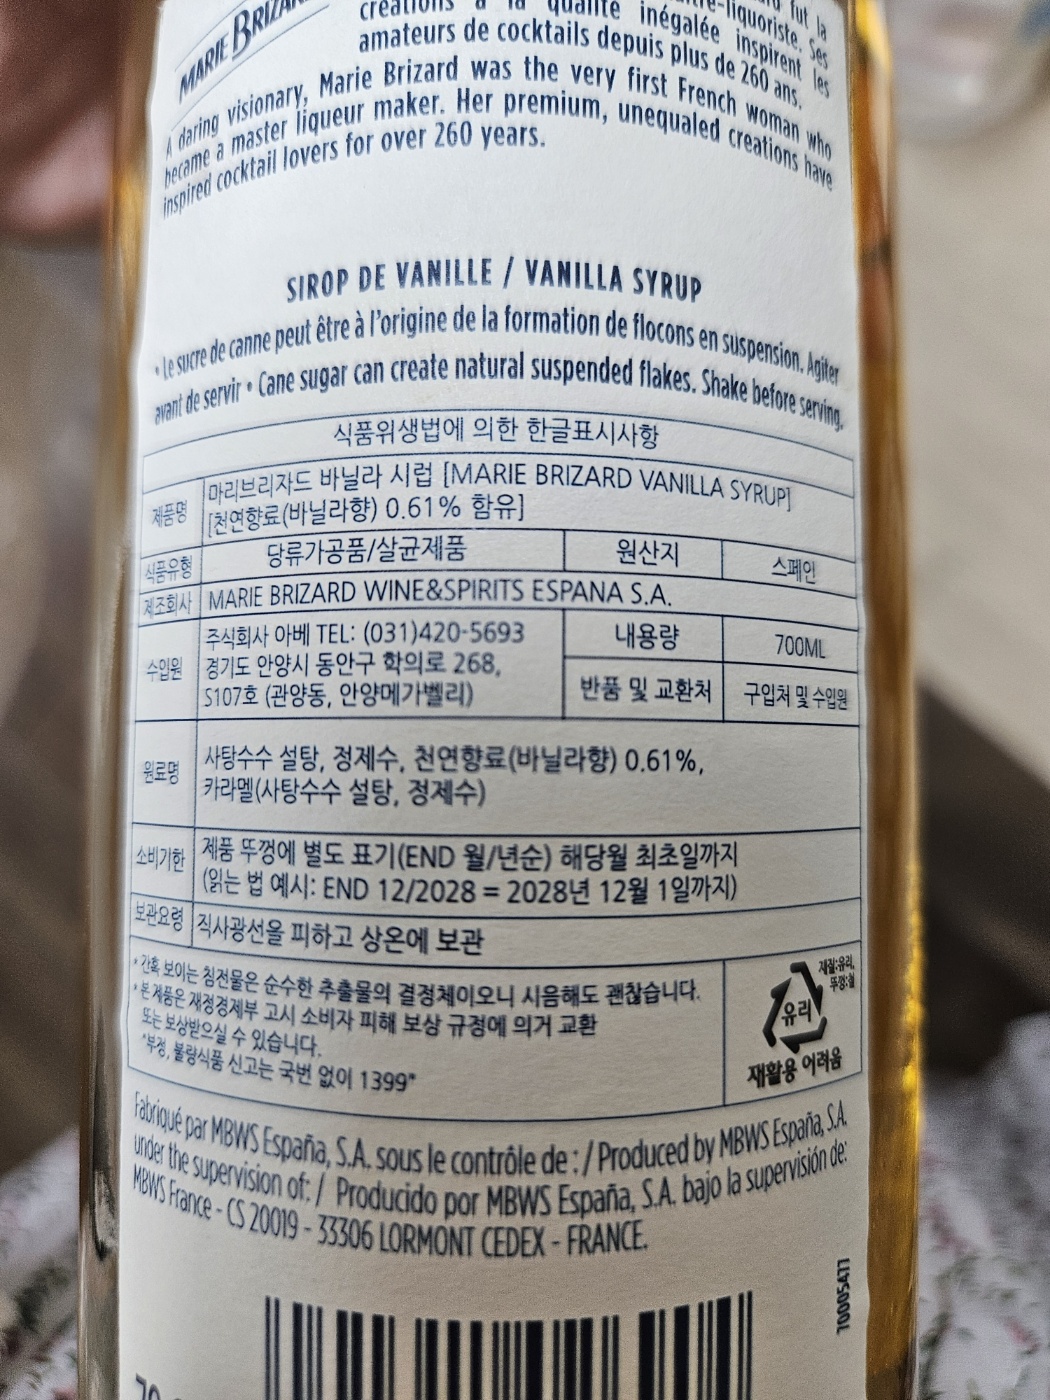 MARIE BRIZARD
créations à la qualité inégalée inspirent les
amateurs de cocktails depuis plus de 260 ans.
A daring visionary, Marie Brizard was the very first French woman who
became a master liqueur maker. Her premium, unequaled creations have
inspired cocktail lovers for over 260 years.
SIROP DE VANILLE / VANILLA SYRUP
• Le sucre de canne peut être à l'origine de la formation de flocons en suspension. Agiter
avant de servir • Cane sugar can create natural suspended flakes. Shake before serving.
식품위생법에 의한 한글표시사항
제품명 마리브리자드 바닐라 시럽 [MARIE BRIZARD VANILLA SYRUP]
[천연향료(바닐라향) 0.61% 함유]
식품유형 당류가공품/살균제품 원산지 스페인
제조회사 MARIE BRIZARD WINE&SPIRITS ESPANA S.A.
수입원 주식회사 아베 TEL: (031)420-5693
경기도 안양시 동안구 학의로 268,
S107호 (관양동, 안양메가벨리)
내용량 700ML
반품 및 교환처 구입처 및 수입원
원료명 사탕수수 설탕, 정제수, 천연향료(바닐라향) 0.61%,
카라멜(사탕수수 설탕, 정제수)
소비기한 제품 뚜껑에 별도 표기(END 월/년순) 해당월 최초일까지
(읽는 법 예시: END 12/2028 = 2028년 12월 1일까지)
보관요령 직사광선을 피하고 상온에 보관
* 간혹 보이는 침전물은 순수한 추출물의 결정체이오니 시음해도 괜찮습니다.
* 본 제품은 재정경제부 고시 소비자 피해 보상 규정에 의거 교환
또는 보상받으실 수 있습니다.
*부정, 불량식품 신고는 국번 없이 1399*
재질:유리,
뚜껑:철
유리
재활용 어려움
Fabriqué par MBWS España, S.A. sous le contrôle de : / Produced by MBWS España, S.A.
under the supervision of: / Producido por MBWS España, S.A. bajo la supervisión de:
MBWS France - CS 20019 - 33306 LORMONT CEDEX - FRANCE.
70005477